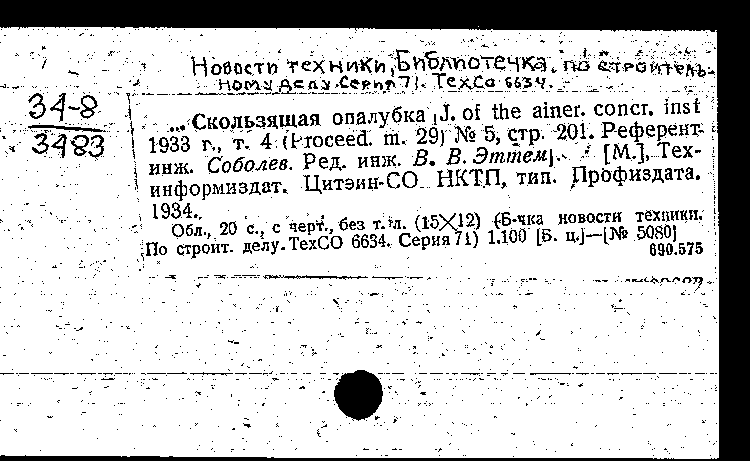 Новости техники, Библиотечка. по строитель-
ному делу. Серия 71. ТехСо 6634.
34-8
3483
... Скользящая опалубка J. of the ainer. concr. inst
1933 г., т. 4 (Proceed. m. 29) № 5, стр. 201. Референт
инж. Соболев. Ред. инж. В. В. Эттем]. [М.], Тех-
информиздат. Цитэин-СО НКТП, тип. Профиздата.
1934.
Обл., 20 с., с черт., без т. л. (15X12) (Б-чка новости техники.
По строит. делу. ТехСО 6634. Серия 71) 1.100 [Б. ц.]—[№ 5080]
690.575